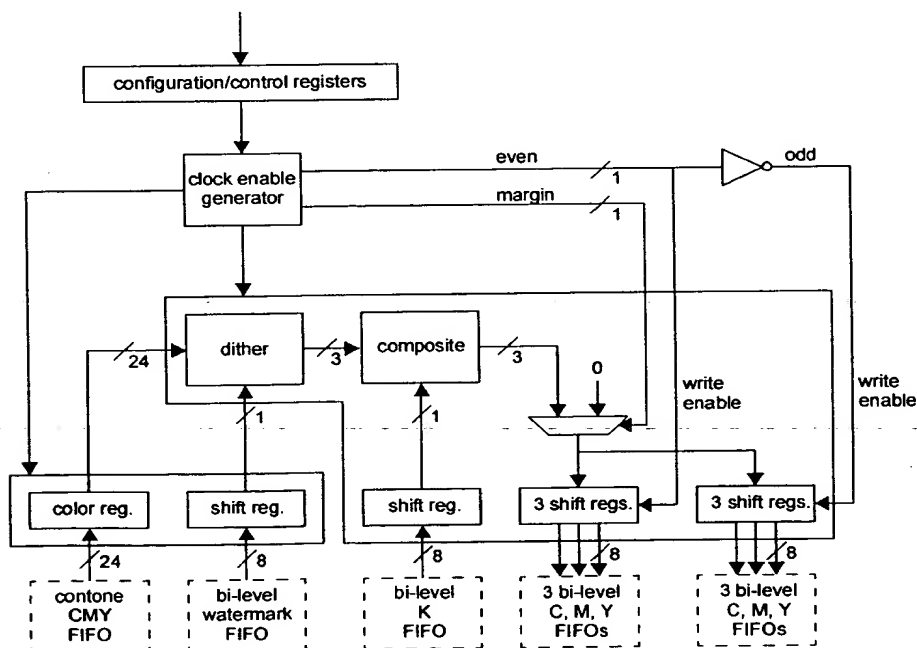 configuration/control registers
clock enable
generator
even
1
odd
margin
1
dither
composite
24
3
3
0
write
enable
write
enable
1
1
color reg.
shift reg.
shift reg.
3 shift regs.
3 shift regs.
24
8
8
8
8
contone
CMY
FIFO
bi-level
watermark
FIFO
bi-level
K
FIFO
3 bi-level
C, M, Y
FIFOs
3 bi-level
C, M, Y
FIFOs